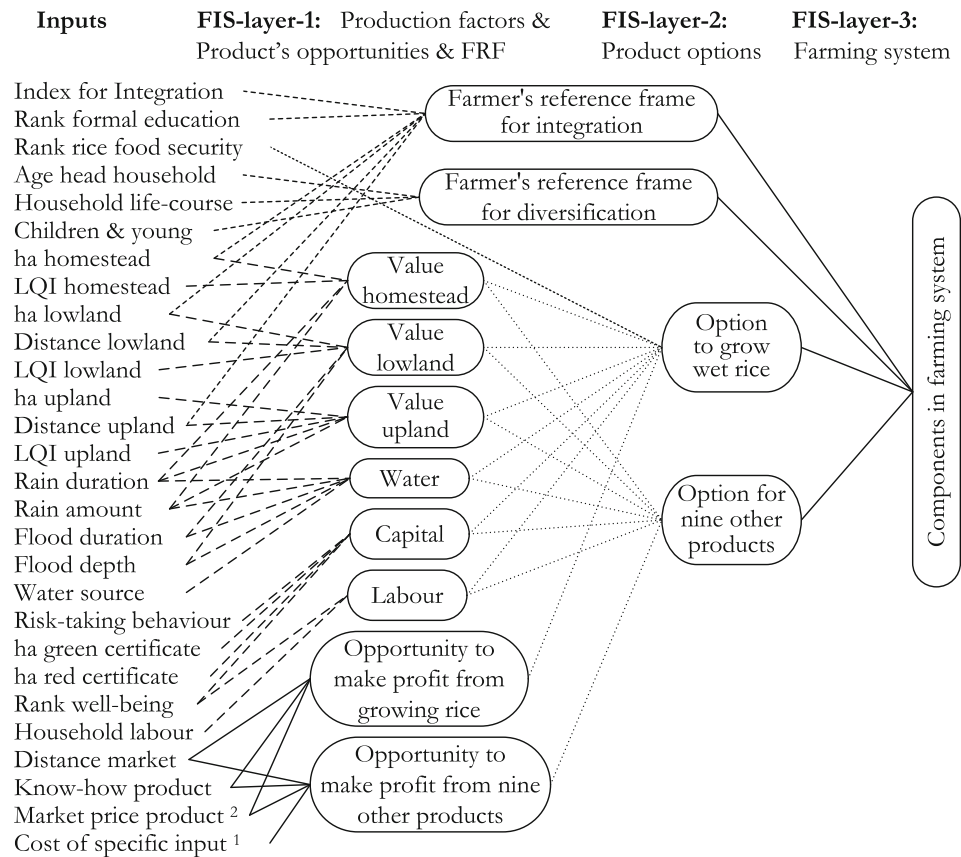 Inputs
FIS-layer-1: Production factors &
Product's opportunities & FRF
FIS-layer-2:
Product options
FIS-layer-3:
Farming system
Index for Integration
Rank formal education
Rank rice food security
Age head household
Household life-course
Children & young
ha homestead
LQI homestead
ha lowland
Distance lowland
LQI lowland
ha upland
Distance upland
LQI upland
Rain duration
Rain amount
Flood duration
Flood depth
Water source
Risk-taking behaviour
ha green certificate
ha red certificate
Rank well-being
Household labour
Distance market
Know-how product
Market price product ²
Cost of specific input ¹
Farmer's reference frame
for integration
Farmer's reference frame
for diversification
Value
homestead
Value
lowland
Value
upland
Water
Capital
Labour
Opportunity to
make profit from
growing rice
Opportunity to
make profit from nine
other products
Option
to grow
wet rice
Option for
nine other
products
Components in farming system